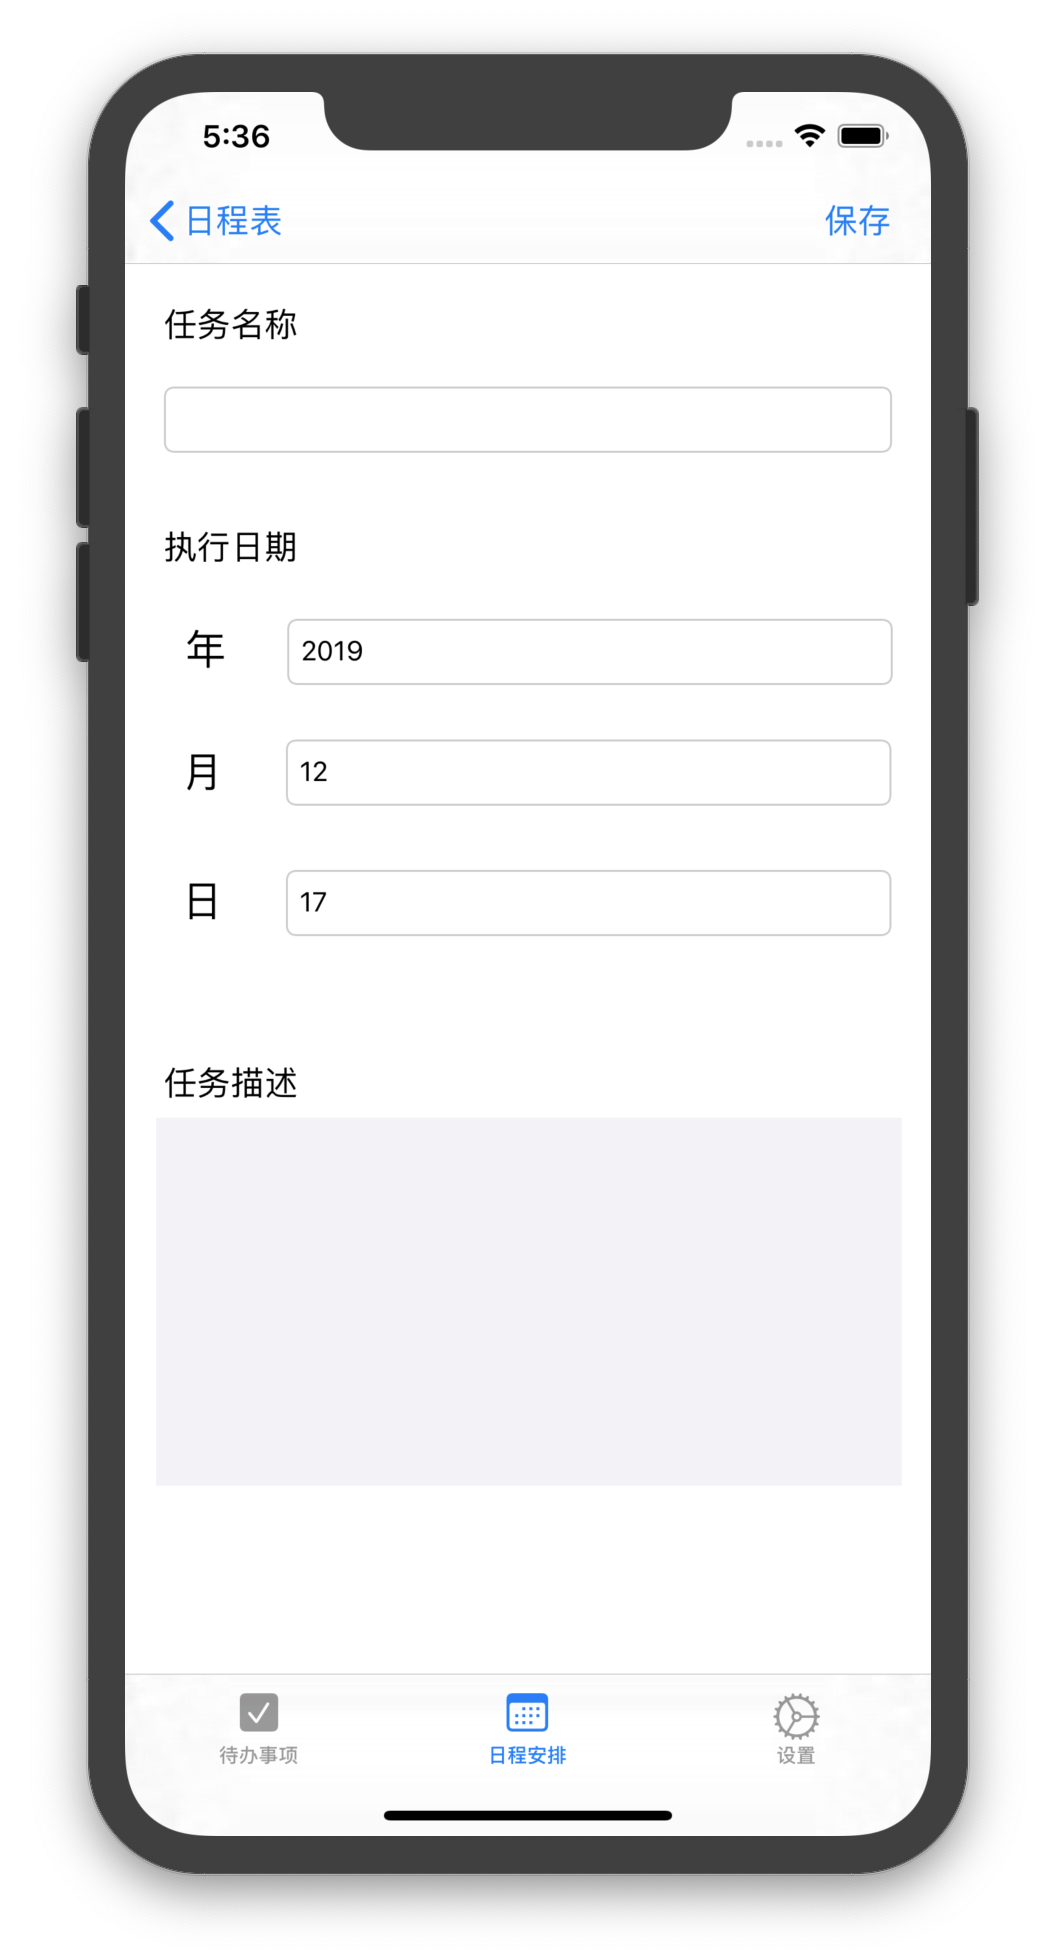 5:36
日程表
保存
任务名称
执行日期
年 2019
月 12
日 17
任务描述
待办事项 日程安排 设置